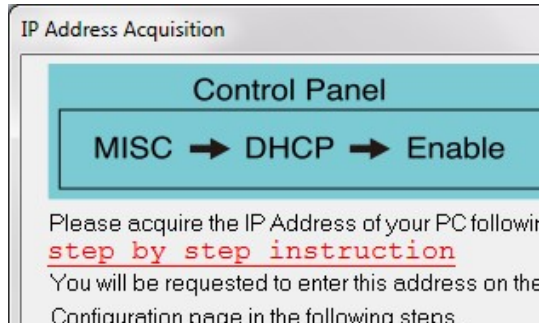 IP Address Acquisition
Control Panel
MISC ➡ DHCP ➡ Enable
Please acquire the IP Address of your PC
step by step instruction
You will be requested to enter this address on the
Configuration page in the following steps